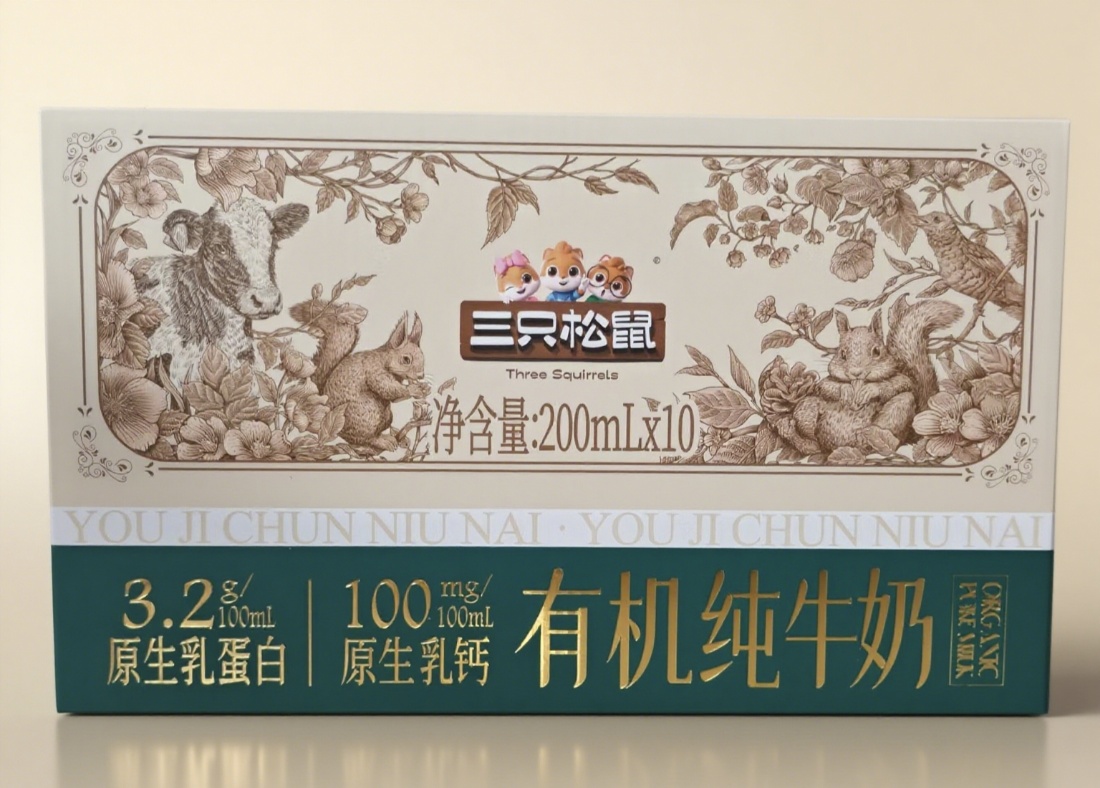 三只松鼠
Three Squirrels
净含量:200mLx10
YOU JI CHUN NIU NAI · YOU JI CHUN NIU NAI
3.2g/100mL
原生乳蛋白
100mg/100mL
原生乳钙
有机纯牛奶
ORGANIC
PURE MILK